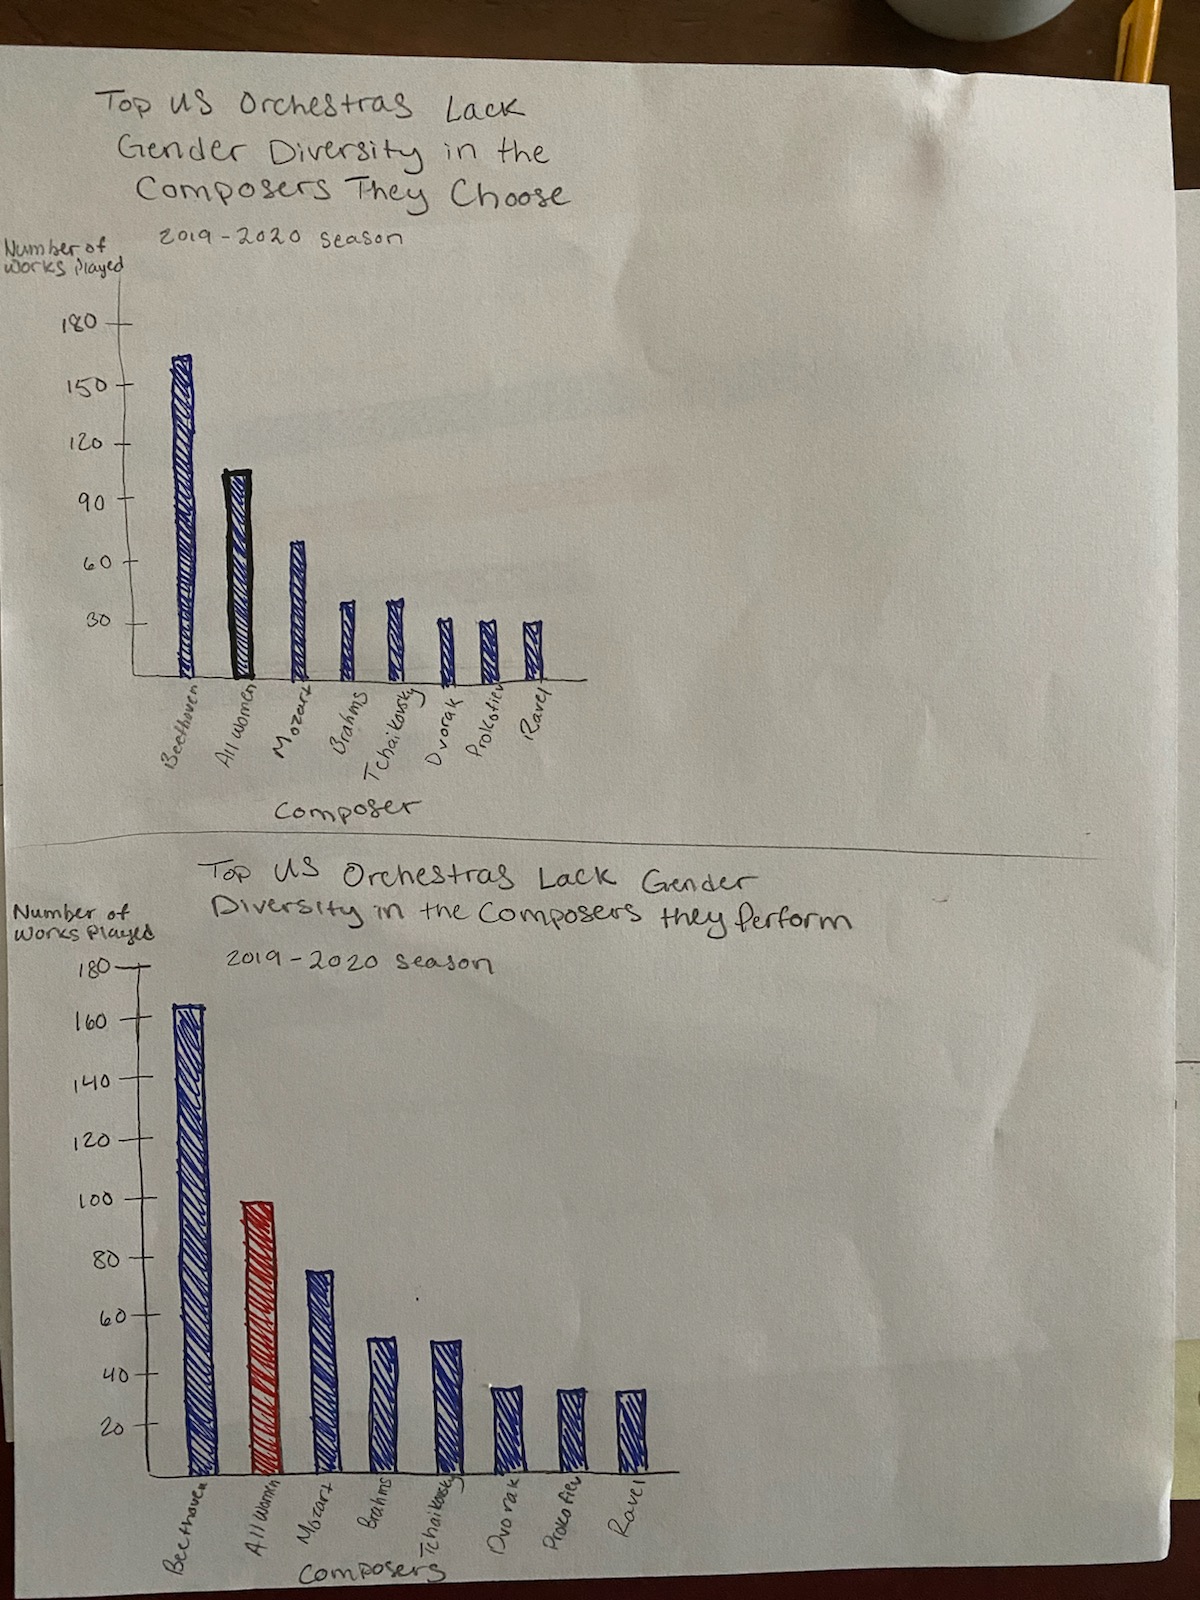 Top US Orchestras Lack
Gender Diversity in the
Composers They Choose
2019-2020 season
Number of
Works Played
180
150
120
90
60
30
Beethoven
All women
Mozart
Brahms
Tchaikovsky
Dvorak
Prokofiev
Ravel
Composer
Top US Orchestras Lack Gender
Diversity in the Composers they Perform
2019-2020 season
Number of
Works Played
180
160
140
120
100
80
60
40
20
Beethoven
All Women
Mozart
Brahms
Tchaikovsky
Dvorak
Prokofiev
Ravel
Composers